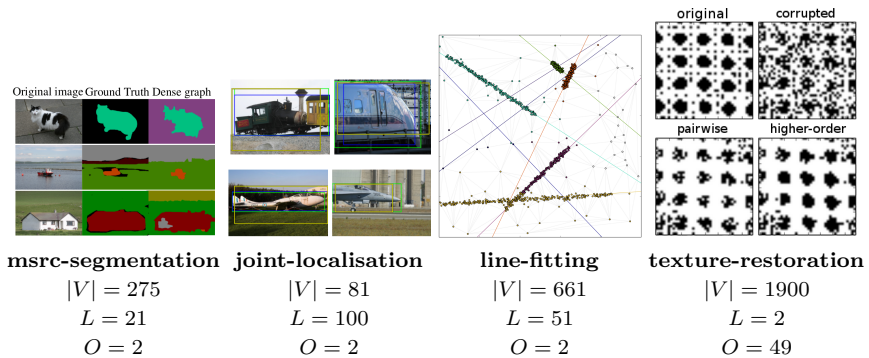 original corrupted
pairwise higher-order
Original image Ground Truth Dense graph
msrc-segmentation
|V| = 275
L = 21
O = 2
joint-localisation
|V| = 81
L = 100
O = 2
line-fitting
|V| = 661
L = 51
O = 2
texture-restoration
|V| = 1900
L = 2
O = 49